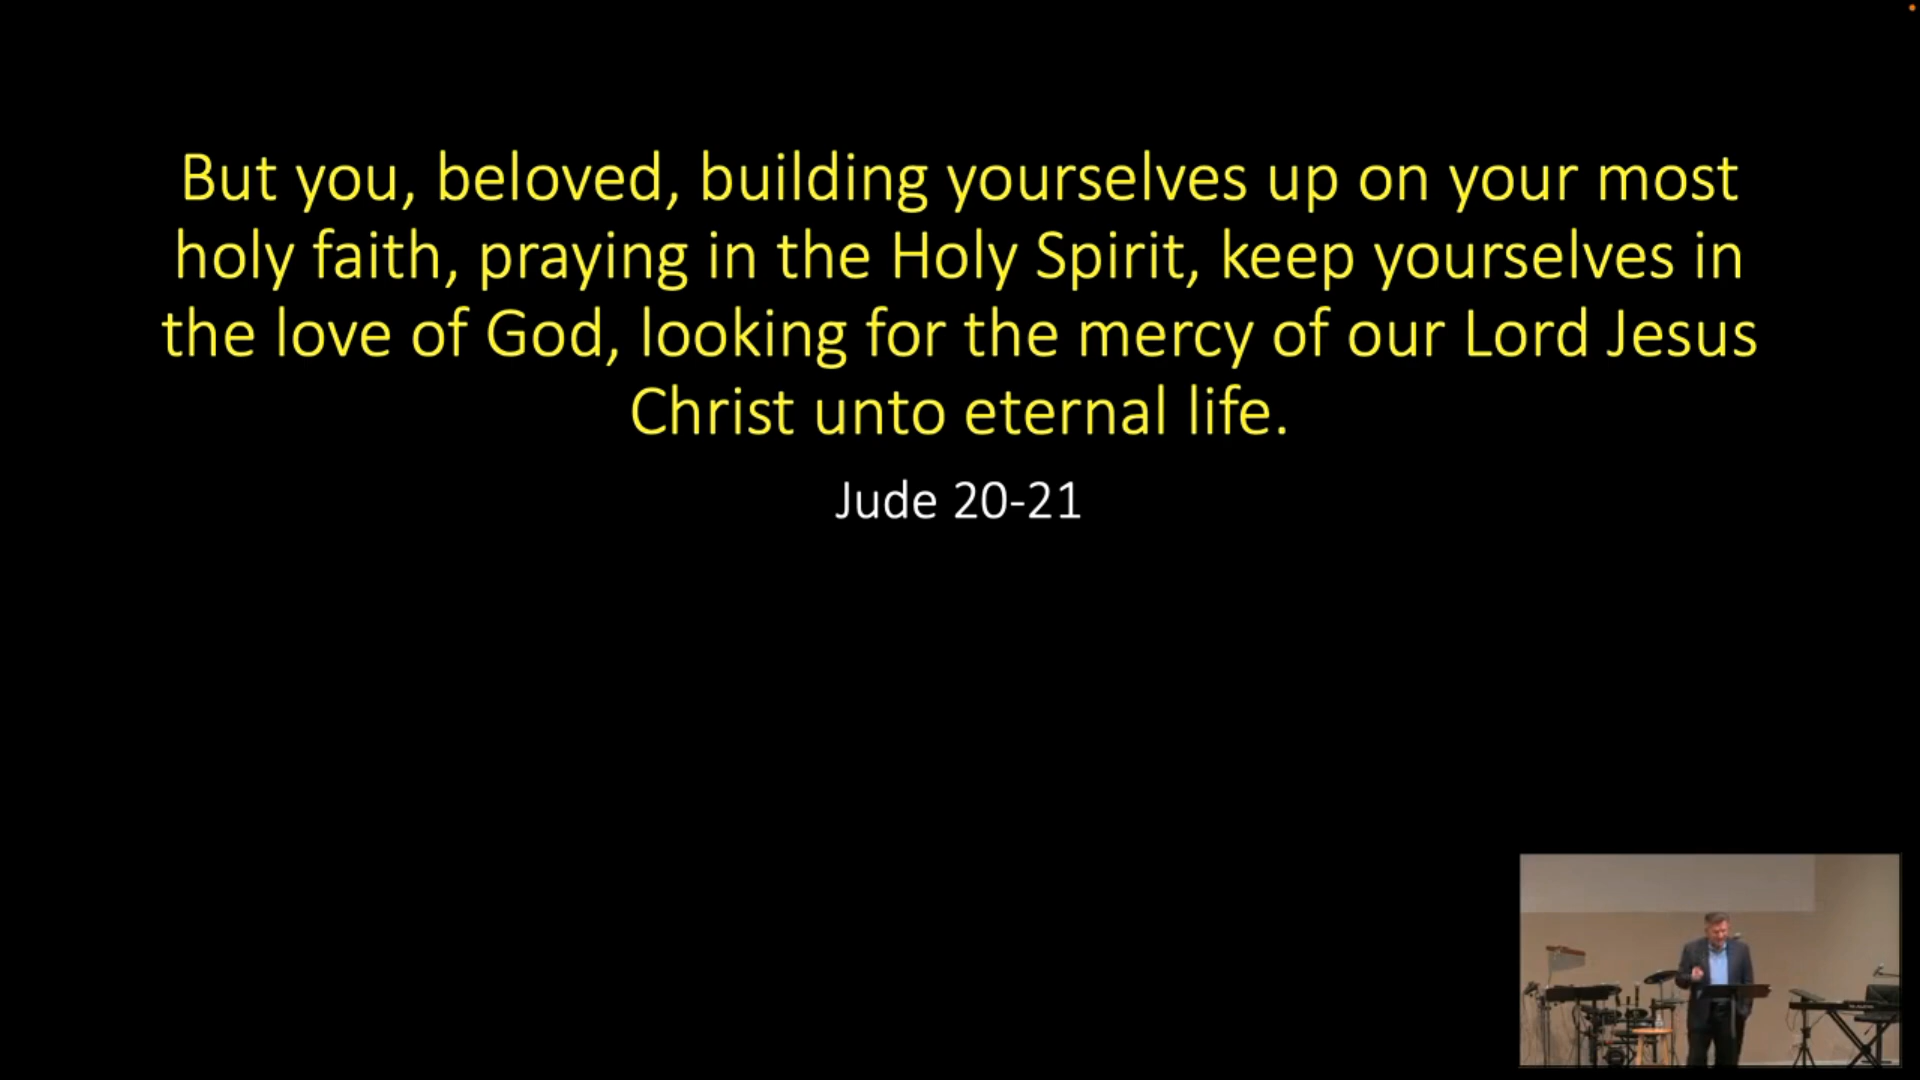 But you, beloved, building yourselves up on your most
holy faith, praying in the Holy Spirit, keep yourselves in
the love of God, looking for the mercy of our Lord Jesus
Christ unto eternal life.
Jude 20-21